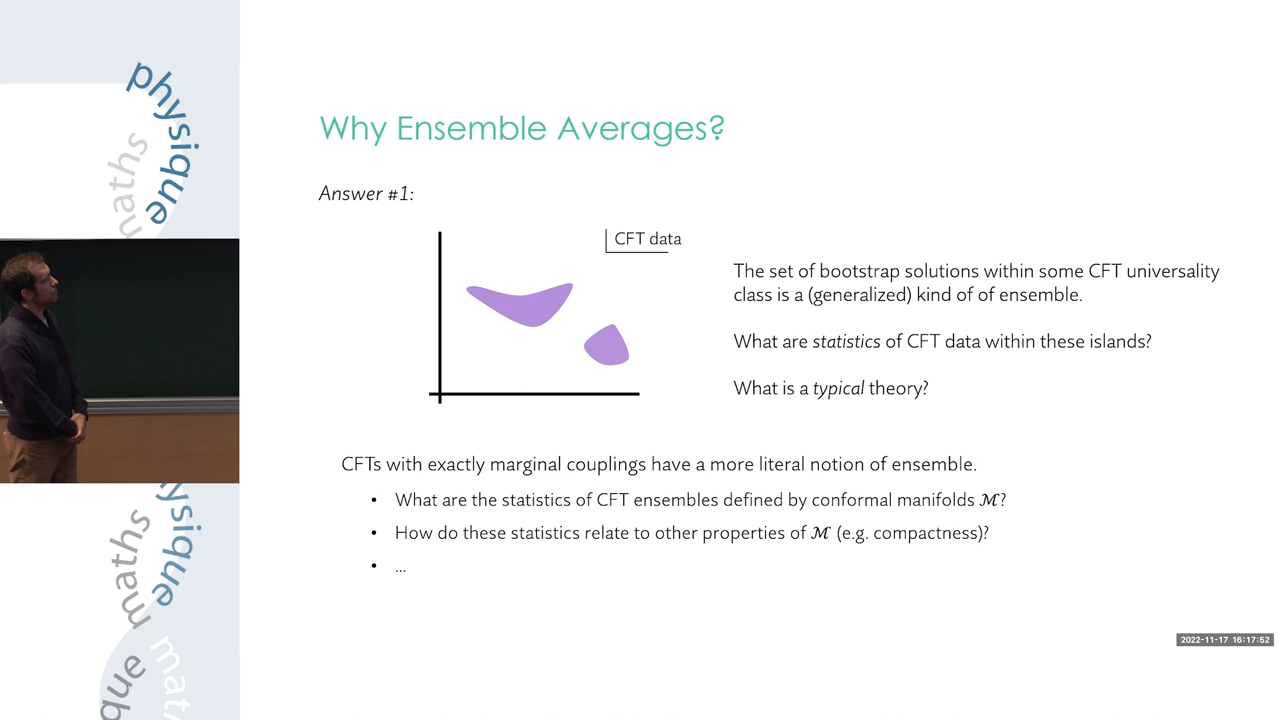 physique
maths
Why Ensemble Averages?
Answer #1:
CFT data
The set of bootstrap solutions within some CFT universality
class is a (generalized) kind of of ensemble.
What are statistics of CFT data within these islands?
What is a typical theory?
CFTs with exactly marginal couplings have a more literal notion of ensemble.
• What are the statistics of CFT ensembles defined by conformal manifolds ℳ?
• How do these statistics relate to other properties of ℳ (e.g. compactness)?
• ...
ysique
maths
que
mat
2022-11-17 16:17:52